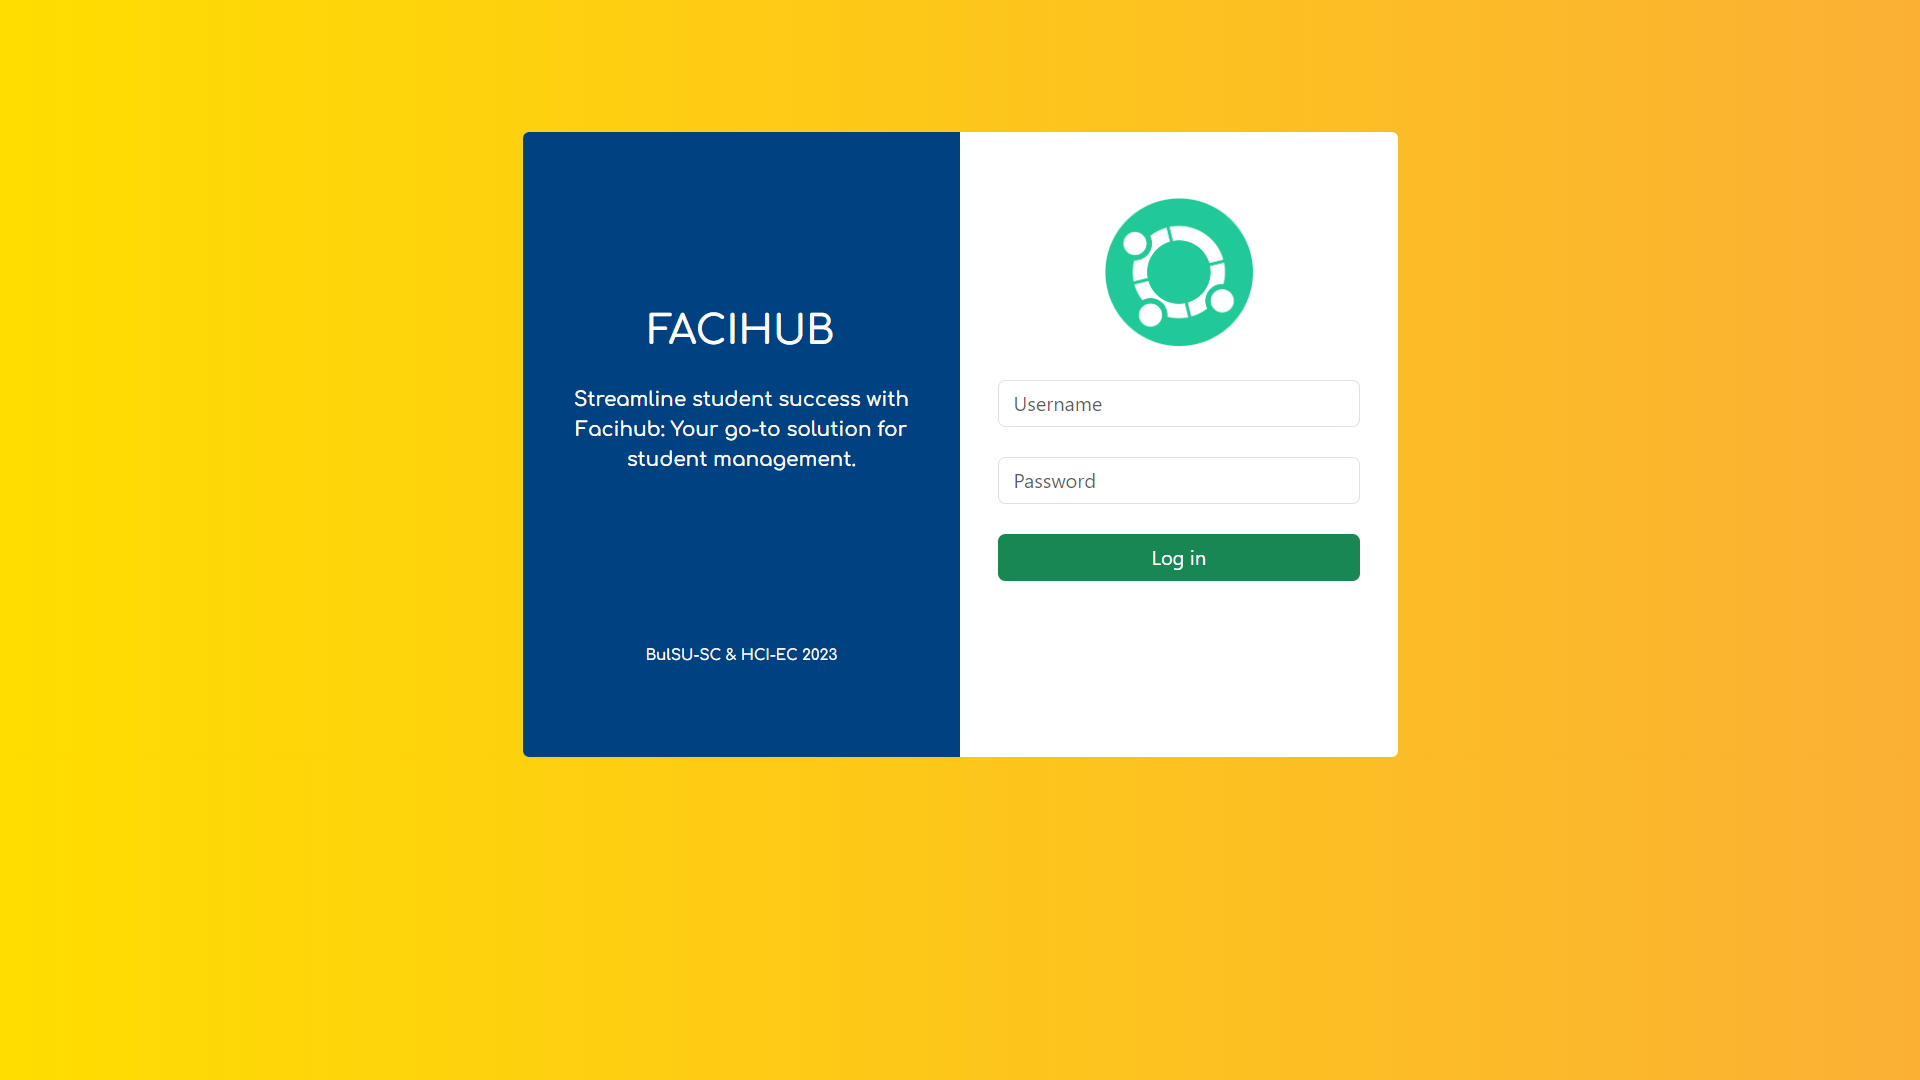 FACIHUB
Streamline student success with
Facihub: Your go-to solution for
student management.
BulSU-SC & HCI-EC 2023
Username
Password
Log in